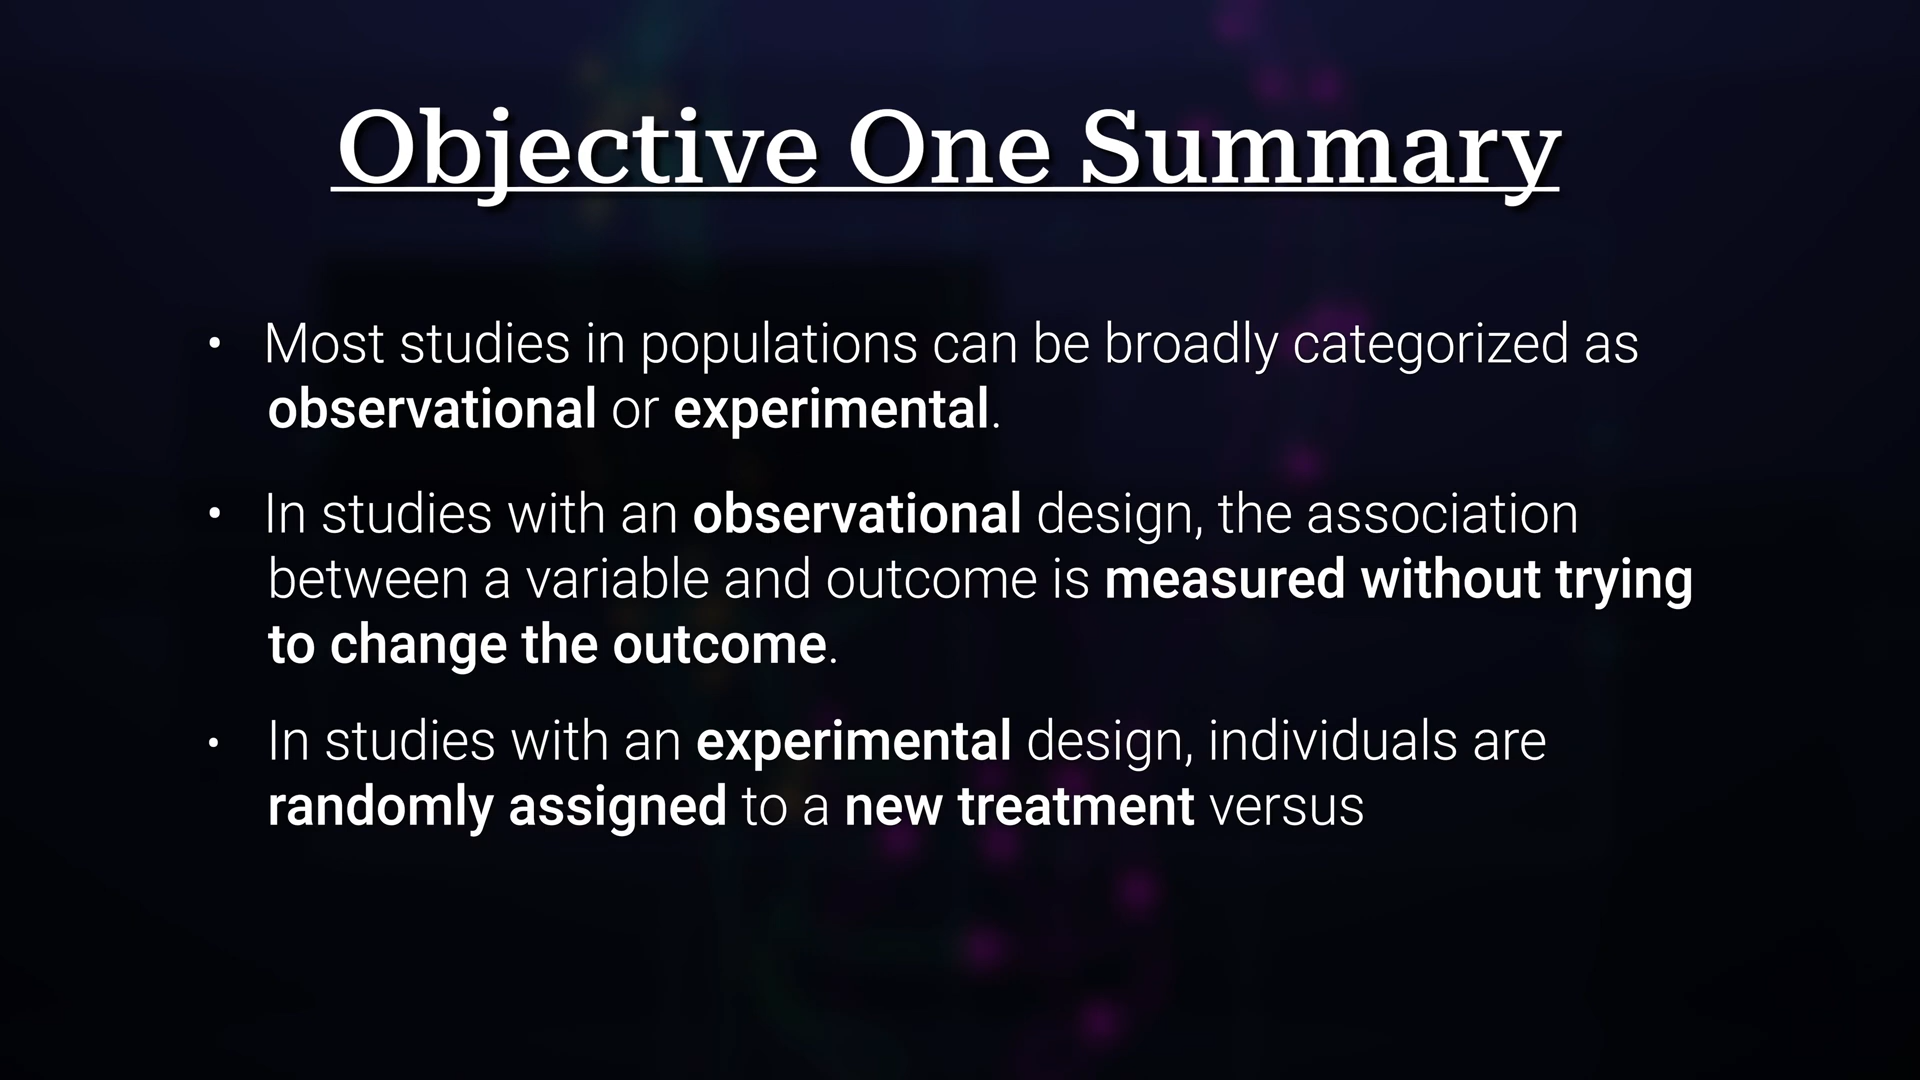 Objective One Summary
• Most studies in populations can be broadly categorized as
observational or experimental.
• In studies with an observational design, the association
between a variable and outcome is measured without trying
to change the outcome.
• In studies with an experimental design, individuals are
randomly assigned to a new treatment versus